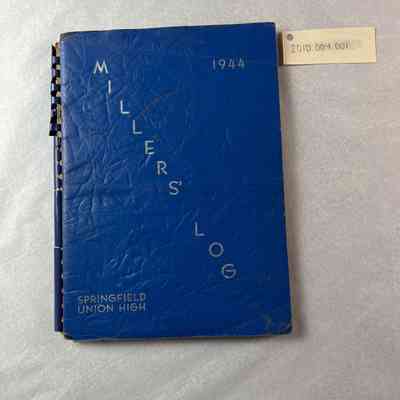 MILLERS' LOG
1944
SPRINGFIELD
UNION HIGH
2010.004.001